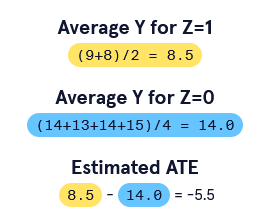 Average Y for Z=1
(9+8)/2 = 8.5
Average Y for Z=0
(14+13+14+15)/4 = 14.0
Estimated ATE
8.5 - 14.0 = -5.5